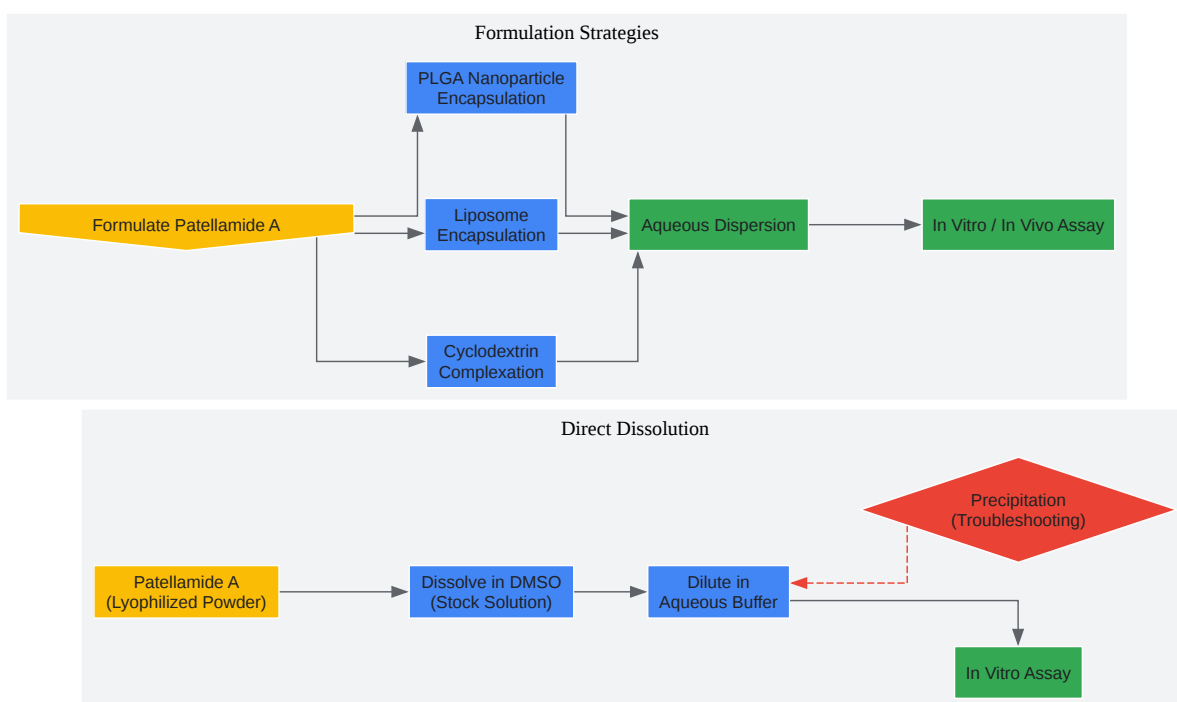 Formulation Strategies
PLGA Nanoparticle
Encapsulation
Formulate Patellamide A
Liposome
Encapsulation
Aqueous Dispersion
In Vitro / In Vivo Assay
Cyclodextrin
Complexation
Direct Dissolution
Precipitation
(Troubleshooting)
Patellamide A
(Lyophilized Powder)
Dissolve in DMSO
(Stock Solution)
Dilute in
Aqueous Buffer
In Vitro Assay